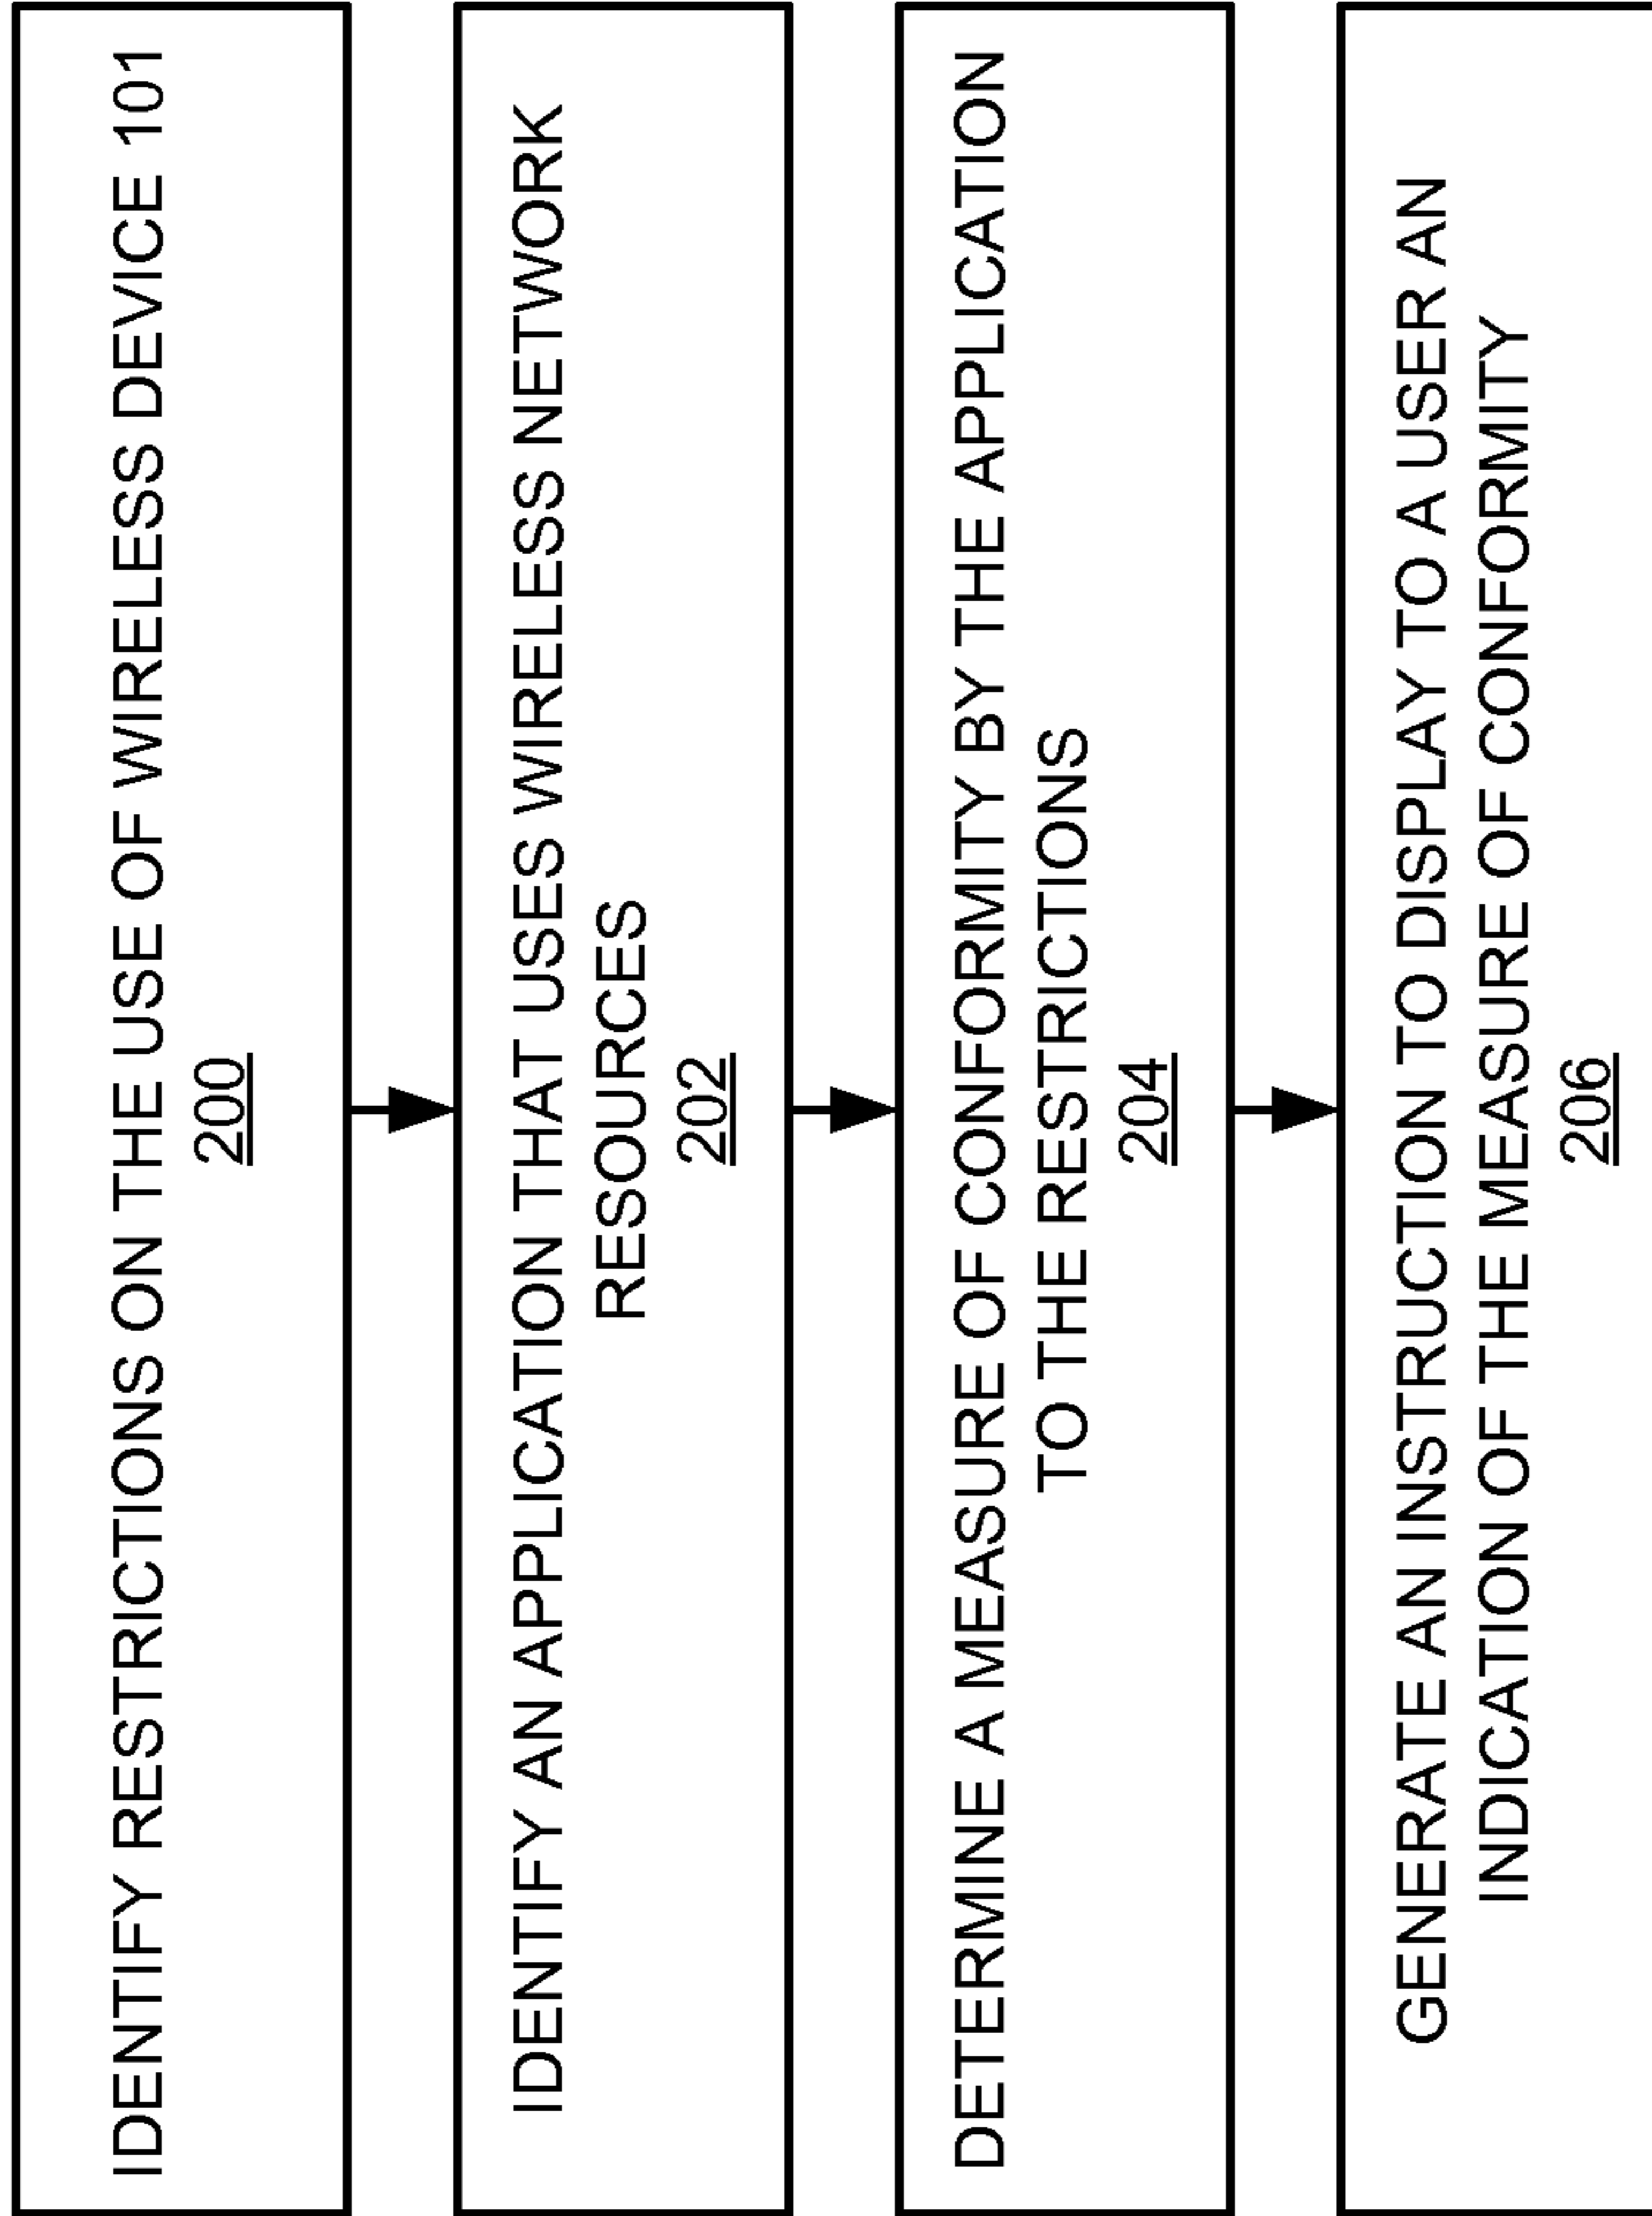 IDENTIFY RESTRICTIONS ON THE USE OF WIRELESS DEVICE 101
200
IDENTIFY AN APPLICATION THAT USES WIRELESS NETWORK
RESOURCES
202
DETERMINE A MEASURE OF CONFORMITY BY THE APPLICATION
TO THE RESTRICTIONS
204
GENERATE AN INSTRUCTION TO DISPLAY TO A USER AN
INDICATION OF THE MEASURE OF CONFORMITY
206